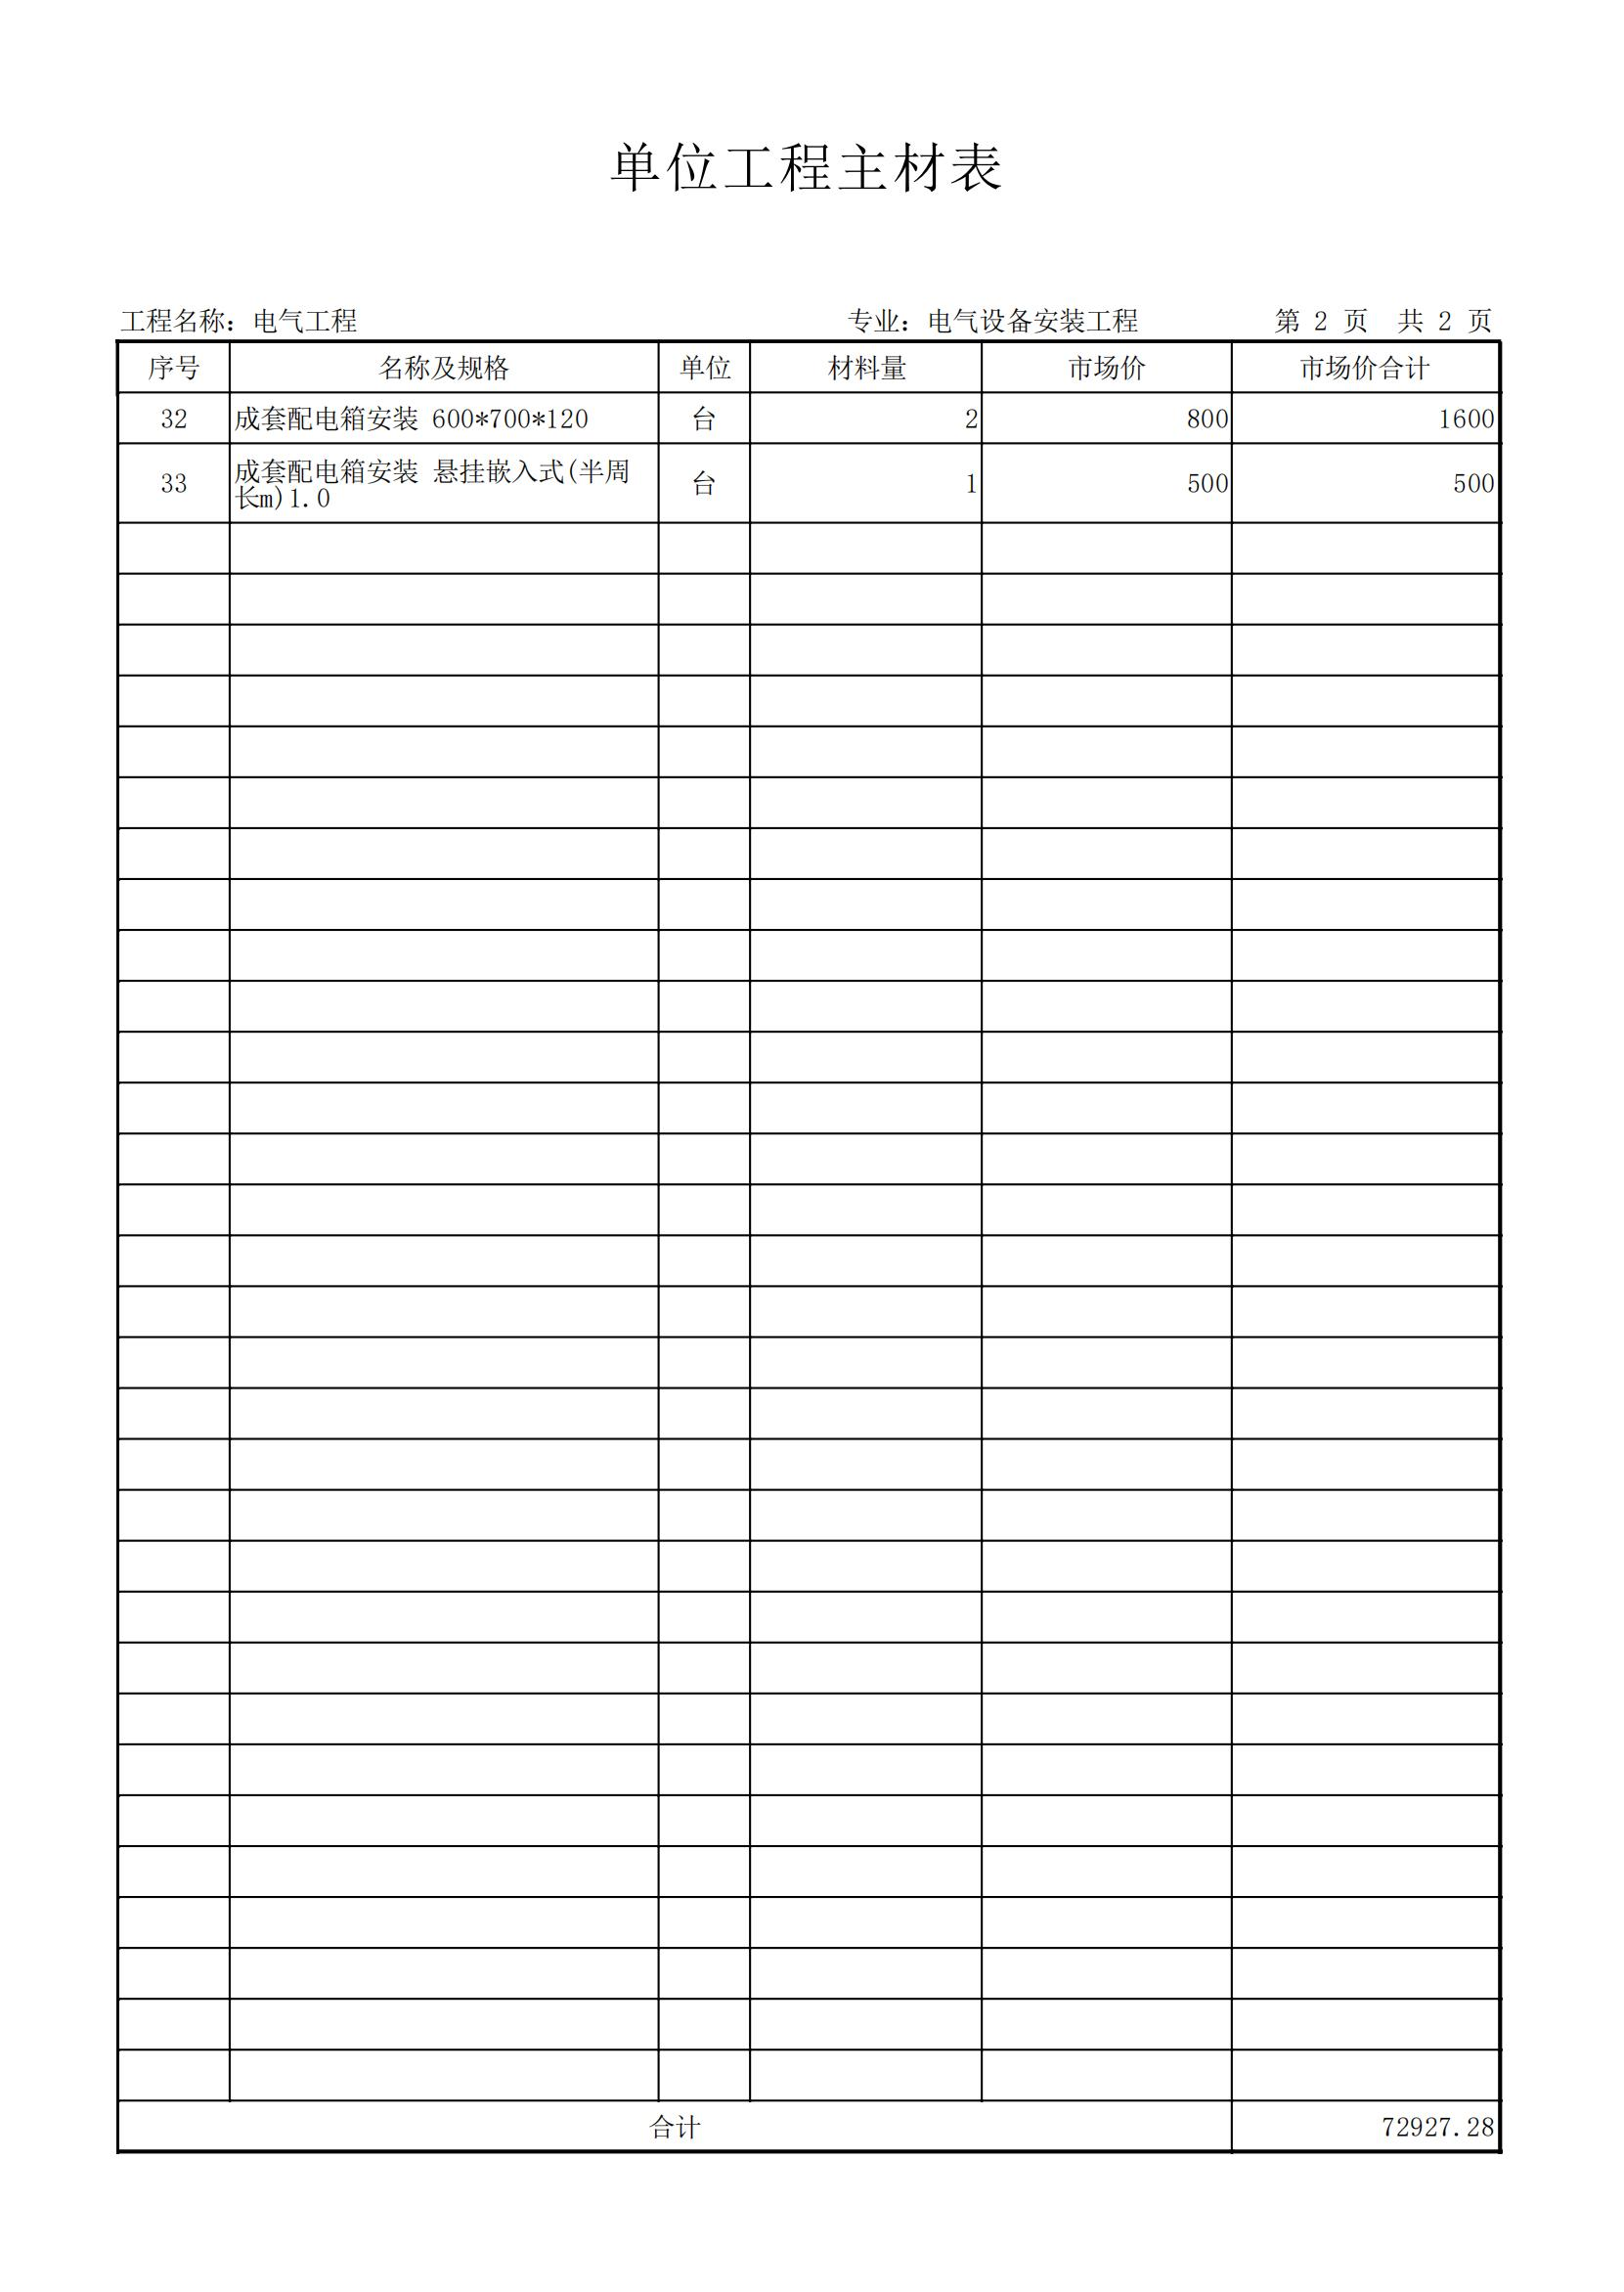 单位工程主材表
工程名称：电气工程 专业：电气设备安装工程 第 2 页 共 2 页
序号 名称及规格 单位 材料量 市场价 市场价合计
32 成套配电箱安装 600*700*120 台 2 800 1600
33 成套配电箱安装 悬挂嵌入式(半周 台 1 500 500
长m)1.0
合计 72927.28